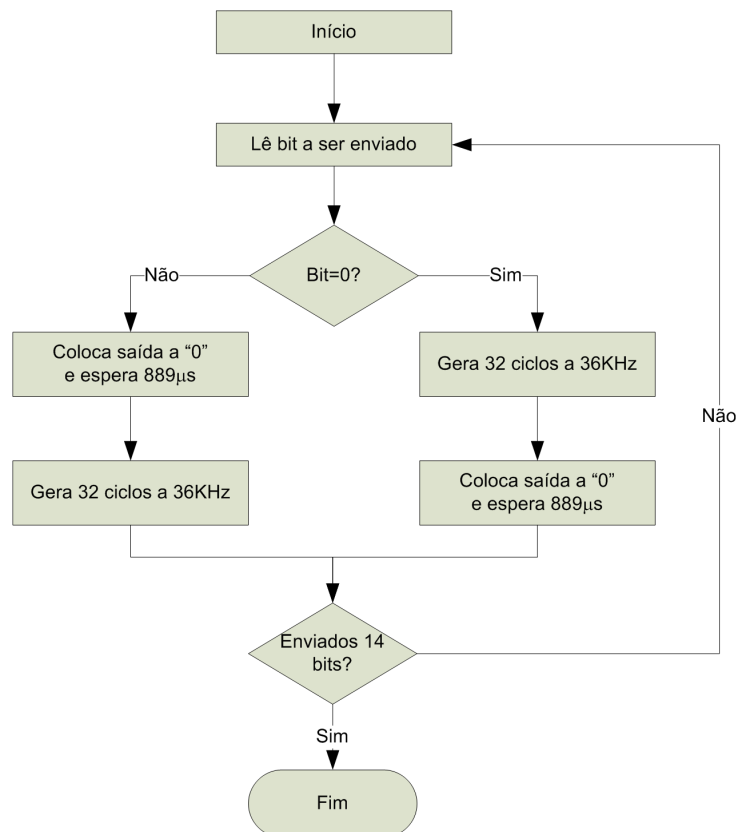 Início
Lê bit a ser enviado
Bit=0?
Não
Sim
Coloca saída a “0”
e espera 889μs
Gera 32 ciclos a 36KHz
Gera 32 ciclos a 36KHz
Coloca saída a “0”
e espera 889μs
Não
Enviados 14
bits?
Sim
Fim